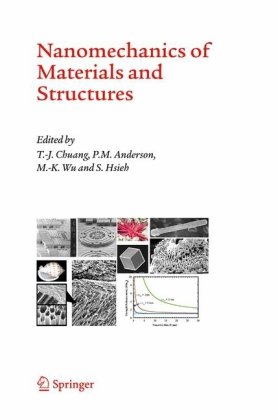 Nanomechanics of
Materials and
Structures
Edited by
T.-J. Chuang, P.M. Anderson,
M.-K. Wu and S. Hsieh
Springer